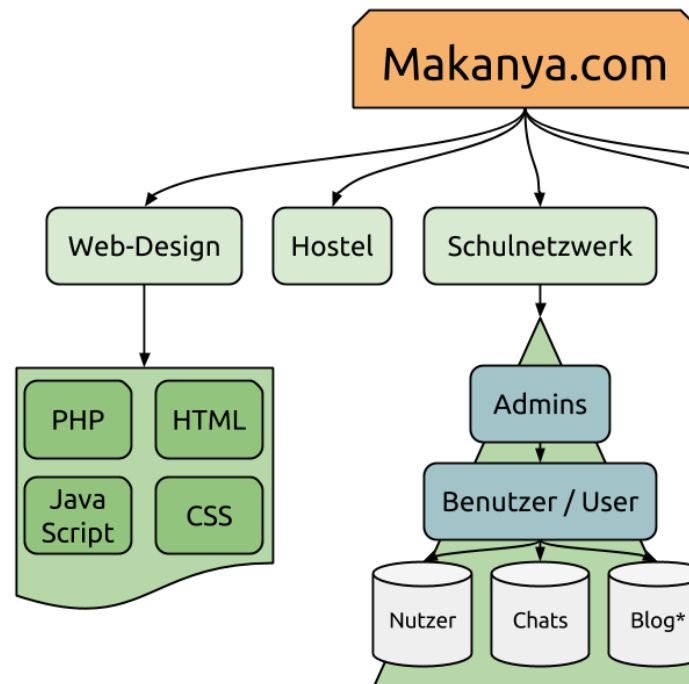 Makanya.com
Web-Design
Hostel
Schulnetzwerk
PHP
HTML
Java
Script
CSS
Admins
Benutzer / User
Nutzer
Chats
Blog*